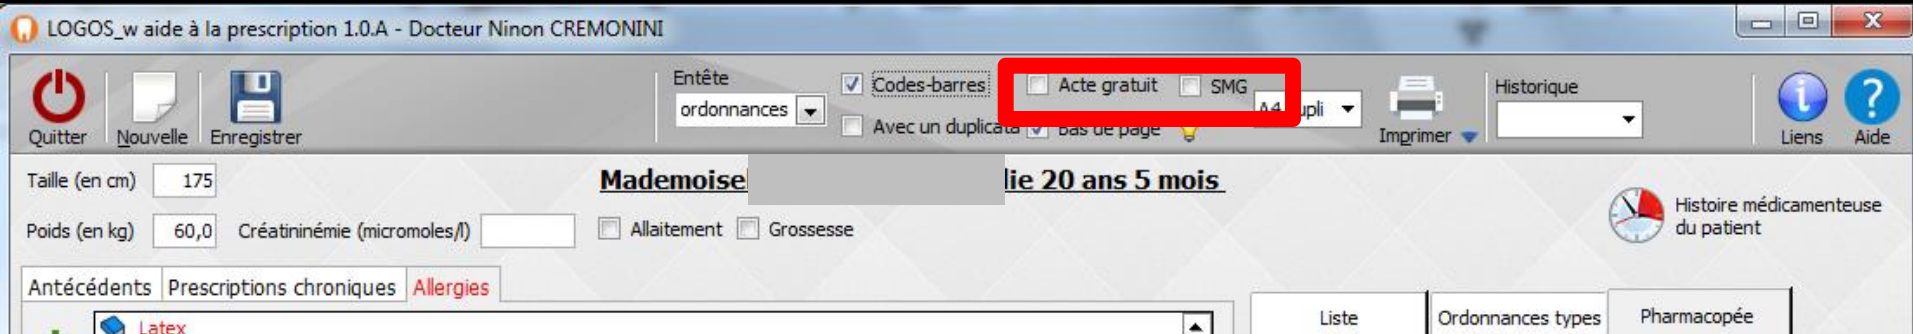 LOGOS_w aide à la prescription 1.0.A - Docteur Ninon CREMONINI
Quitter
Nouvelle
Enregistrer
Entête
ordonnances
Codes-barres
Acte gratuit
SMG
Avec un duplicata
Bas de page
A4
upli
Imprimer
Historique
Liens
Aide
Taille (en cm) 175
Mademoisel lie 20 ans 5 mois
Poids (en kg) 60,0 Créatininémie (micromoles/l)
Allaitement
Grossesse
Histoire médicamenteuse
du patient
Antécédents Prescriptions chroniques Allergies
Latex
Liste
Ordonnances types
Pharmacopée